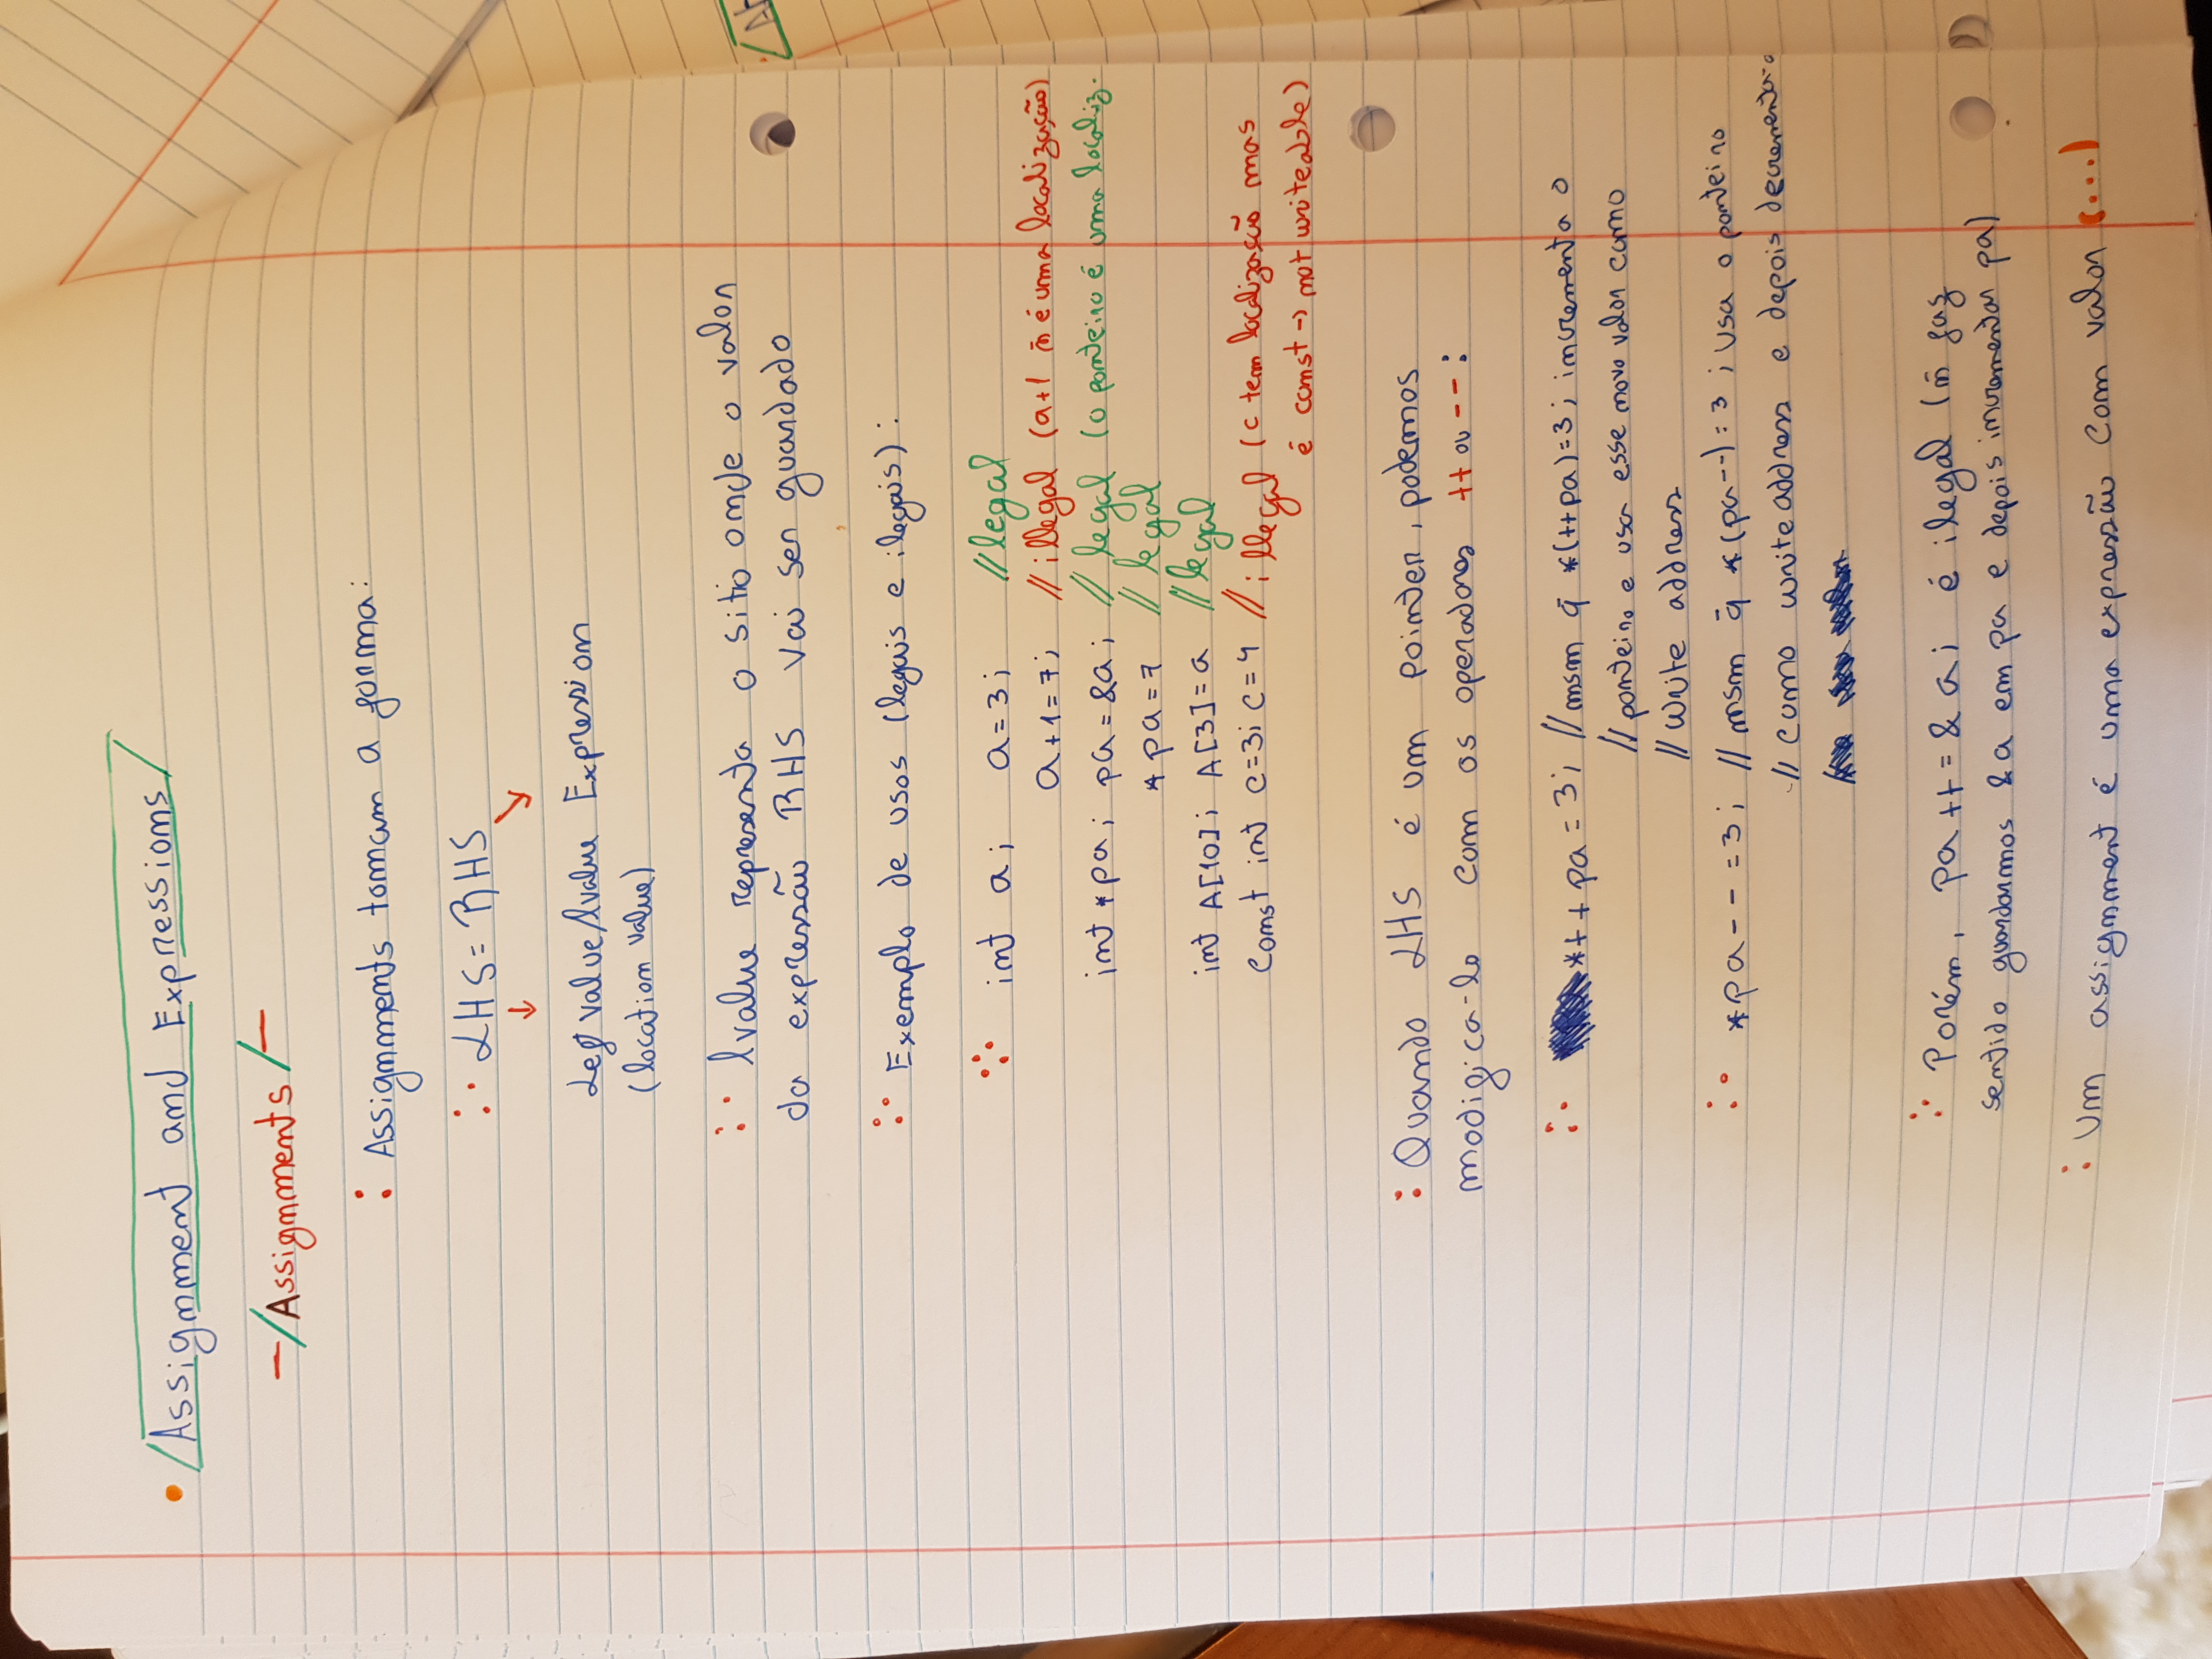 • /Assignment and Expressions/
-/Assignments/-
: Assignments tomam a forma:
∵ LHS = RHS
↓ ↘
Left value/lvalue Expression
(location value)
∵ lvalue representa o sitio onde o valor
da expressão RHS vai ser guardado
∵ Exemplo de usos (legais e ilegais):
int a; a=3; //legal
a+1=7; //illegal (a+1 ñ é uma localização)
int *pa; pa=&a; // legal (o ponteiro é uma localiz.
*pa=7 // legal
int A[10]; A[3]=a //legal
Const int c=3; c=4 //illegal (c tem localização mas
é const -> not writeable)
: Quando LHS é um pointer, podemos
modifica-lo com os operadores ++ ou --:
*++pa=3; //msm q̃ *(++pa)=3; incrementa o
//ponteiro e usa esse novo valor como
//write address
*pa--=3; // msm q̃ *(pa--)=3; usa o ponteiro
// como write address e depois decrementa-o
∵ Porém, pa++=&a; é ilegal (ñ faz
sentido guardarmos &a em pa e depois incrementar pa)
: Um assignment é uma expressão com valor (...)